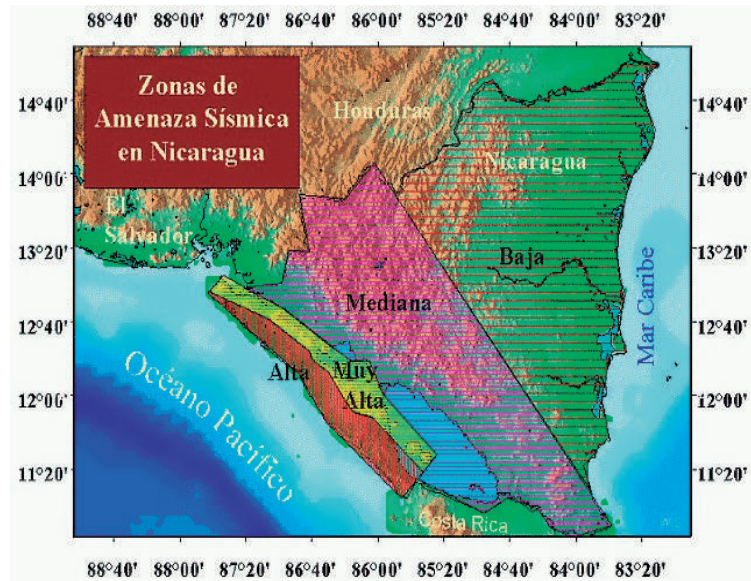 88°40' 88°00' 87°20' 86°40' 86°00' 85°20' 84°40' 84°00' 83°20'
Zonas de
Amenaza Sísmica
en Nicaragua
Honduras
Nicaragua
El
Salvador
Baja
Mediana
Mar Caribe
Alta
Muy
Alta
Océano Pacífico
Costa Rica
14°40'
14°06'
13°20'
12°40'
12°06'
11°20'
14°40'
14°00'
13°20'
12°40'
12°00'
11°20'
88°40' 88°00' 87°20' 86°40' 86°00' 85°20' 84°40' 84°00' 83°20'